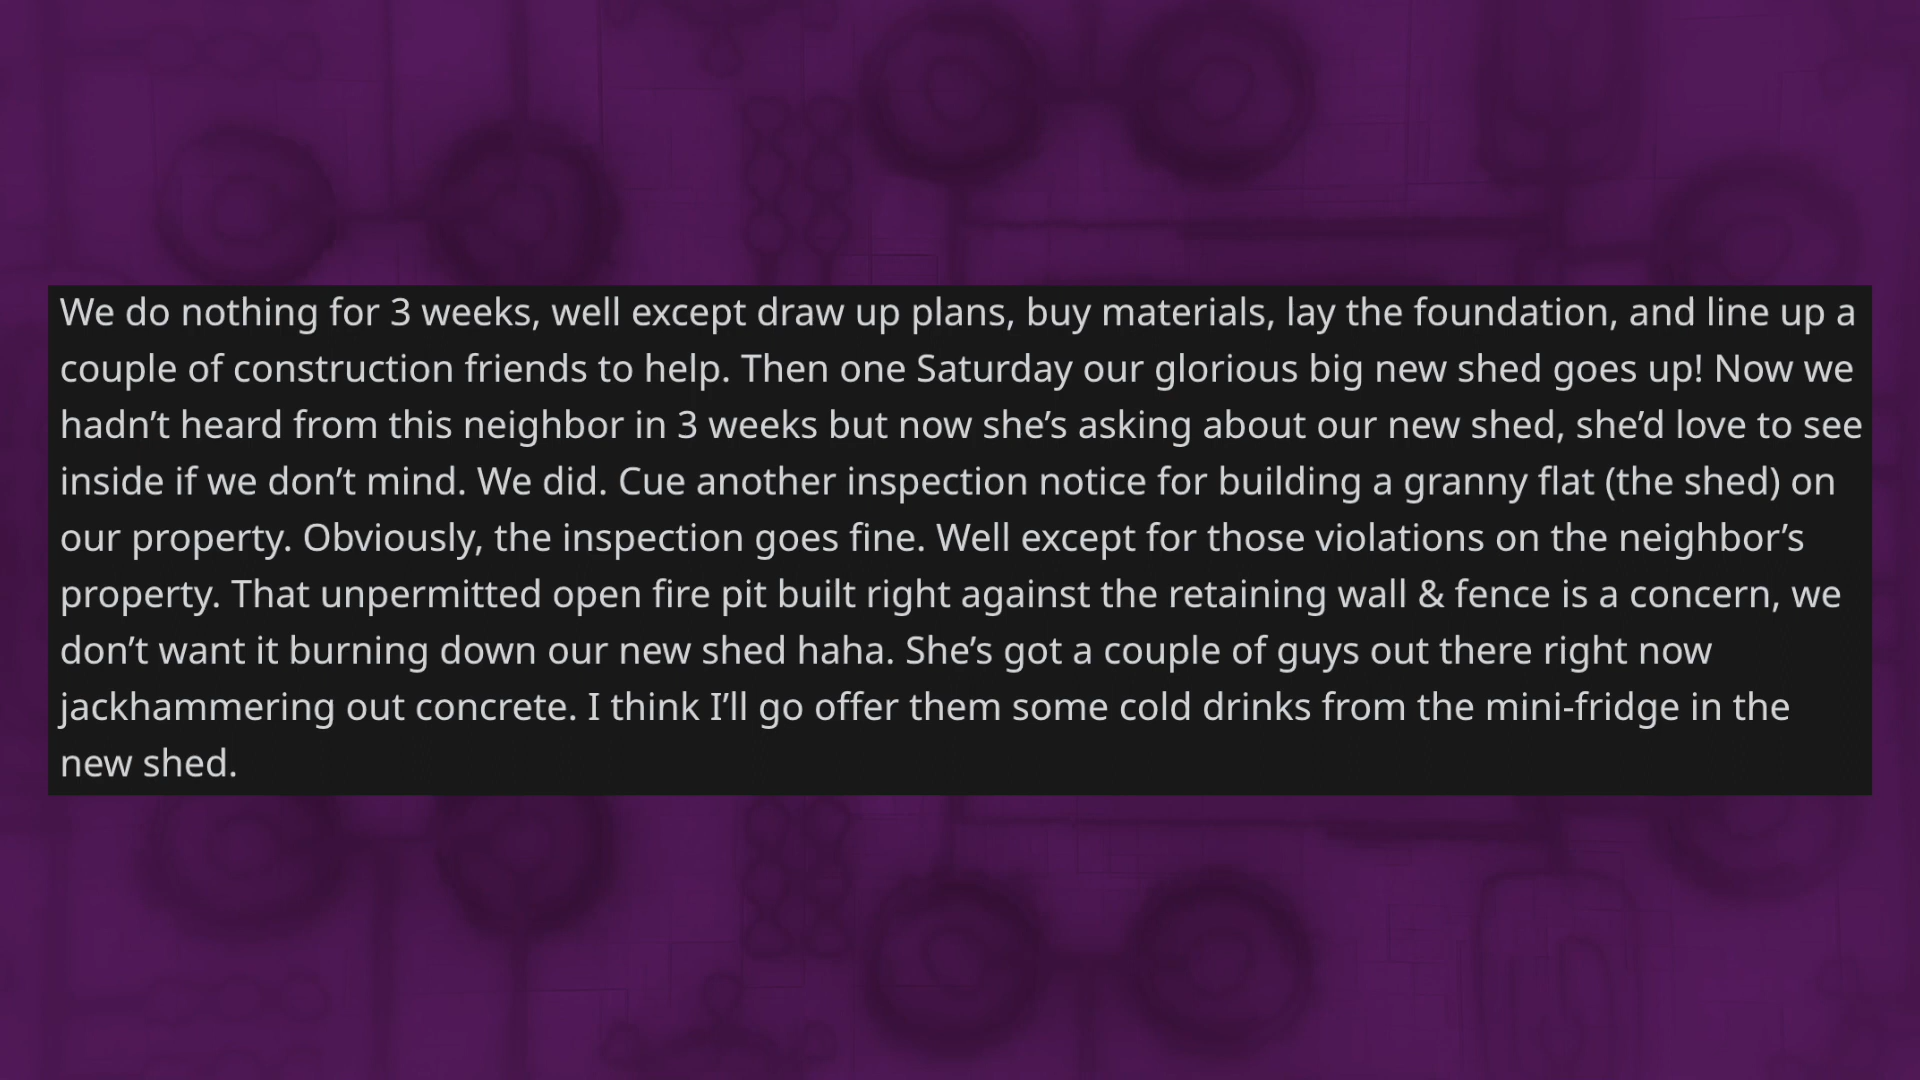 We do nothing for 3 weeks, well except draw up plans, buy materials, lay the foundation, and line up a
couple of construction friends to help. Then one Saturday our glorious big new shed goes up! Now we
hadn’t heard from this neighbor in 3 weeks but now she’s asking about our new shed, she’d love to see
inside if we don’t mind. We did. Cue another inspection notice for building a granny flat (the shed) on
our property. Obviously, the inspection goes fine. Well except for those violations on the neighbor’s
property. That unpermitted open fire pit built right against the retaining wall & fence is a concern, we
don’t want it burning down our new shed haha. She’s got a couple of guys out there right now
jackhammering out concrete. I think I’ll go offer them some cold drinks from the mini-fridge in the
new shed.